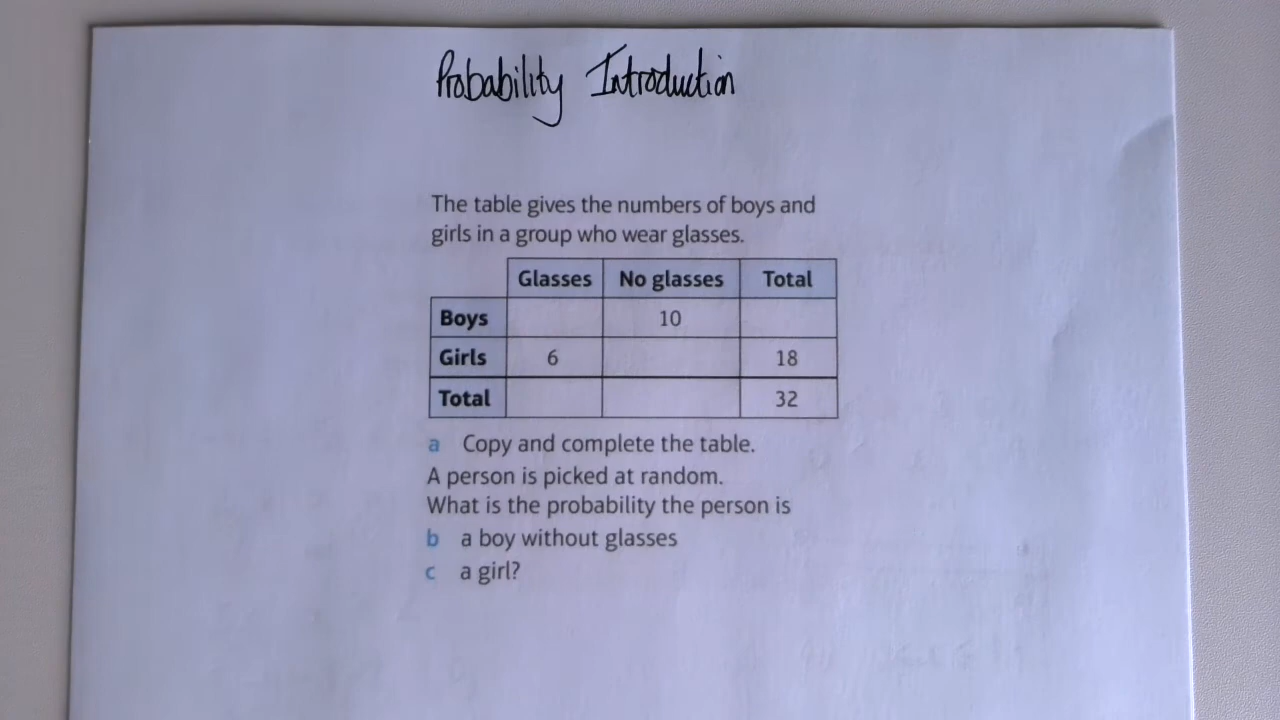 Probability Introduction
The table gives the numbers of boys and
girls in a group who wear glasses.
Glasses No glasses Total
Boys 10
Girls 6 18
Total 32
a Copy and complete the table.
A person is picked at random.
What is the probability the person is
b a boy without glasses
c a girl?